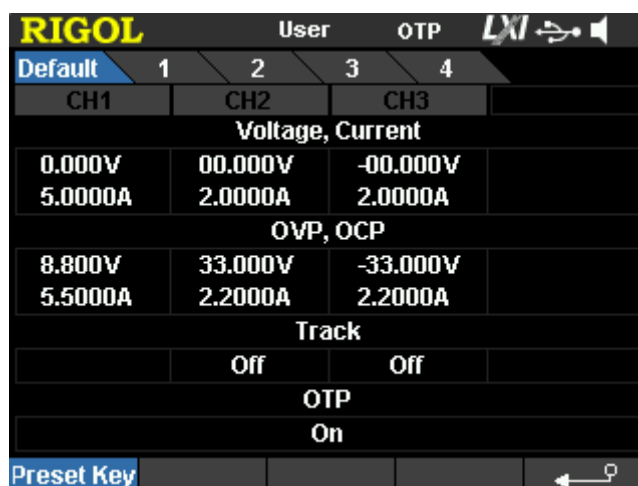 RIGOL User OTP LXI
Default 1 2 3 4
CH1 CH2 CH3
Voltage, Current
0.000V 00.000V -00.000V
5.0000A 2.0000A 2.0000A
OVP, OCP
8.800V 33.000V -33.000V
5.5000A 2.2000A 2.2000A
Track
Off Off
OTP
On
Preset Key